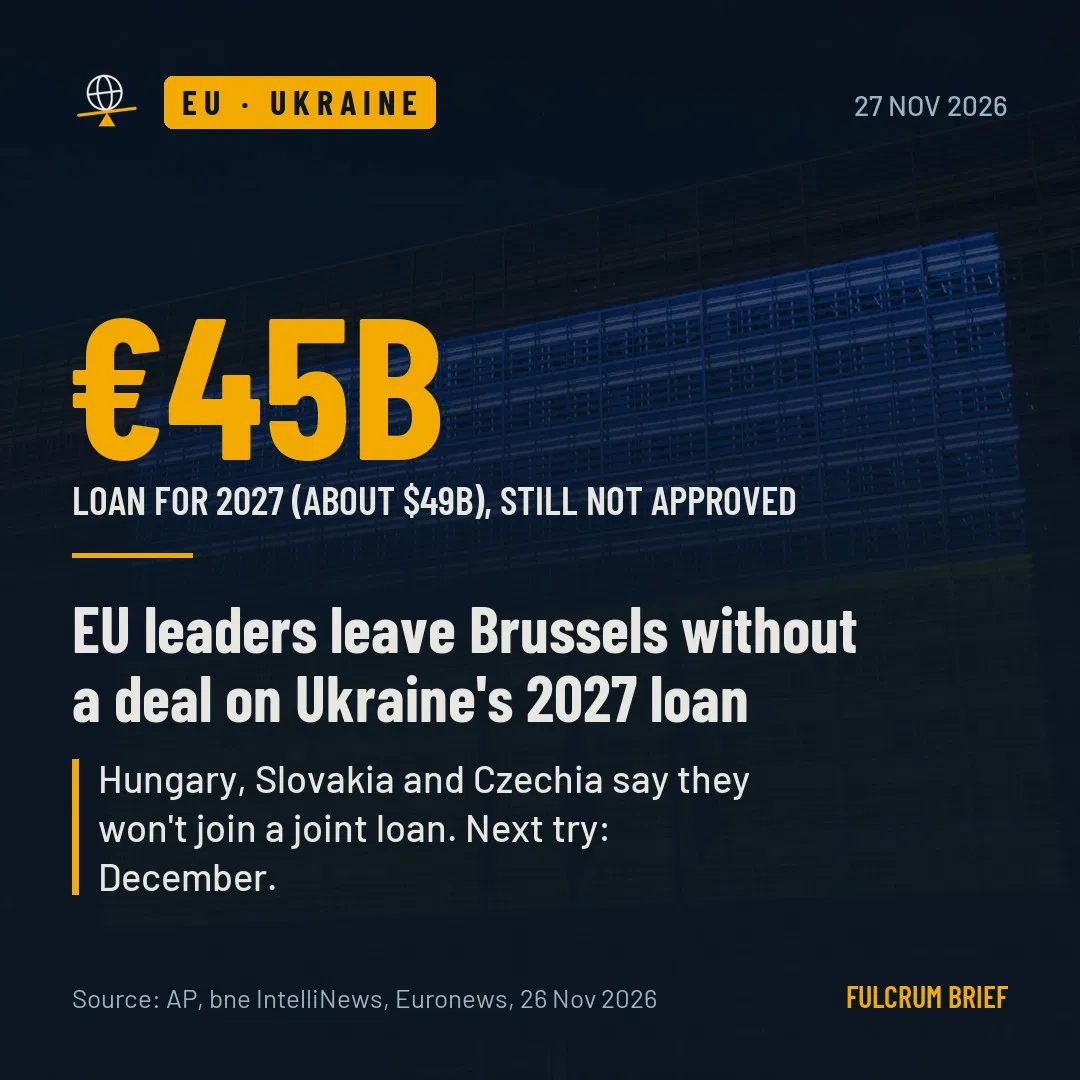 EU · UKRAINE
27 NOV 2026
€45B
LOAN FOR 2027 (ABOUT $49B), STILL NOT APPROVED
EU leaders leave Brussels without
a deal on Ukraine's 2027 loan
Hungary, Slovakia and Czechia say they
won't join a joint loan. Next try:
December.
Source: AP, bne IntelliNews, Euronews, 26 Nov 2026
FULCRUM BRIEF